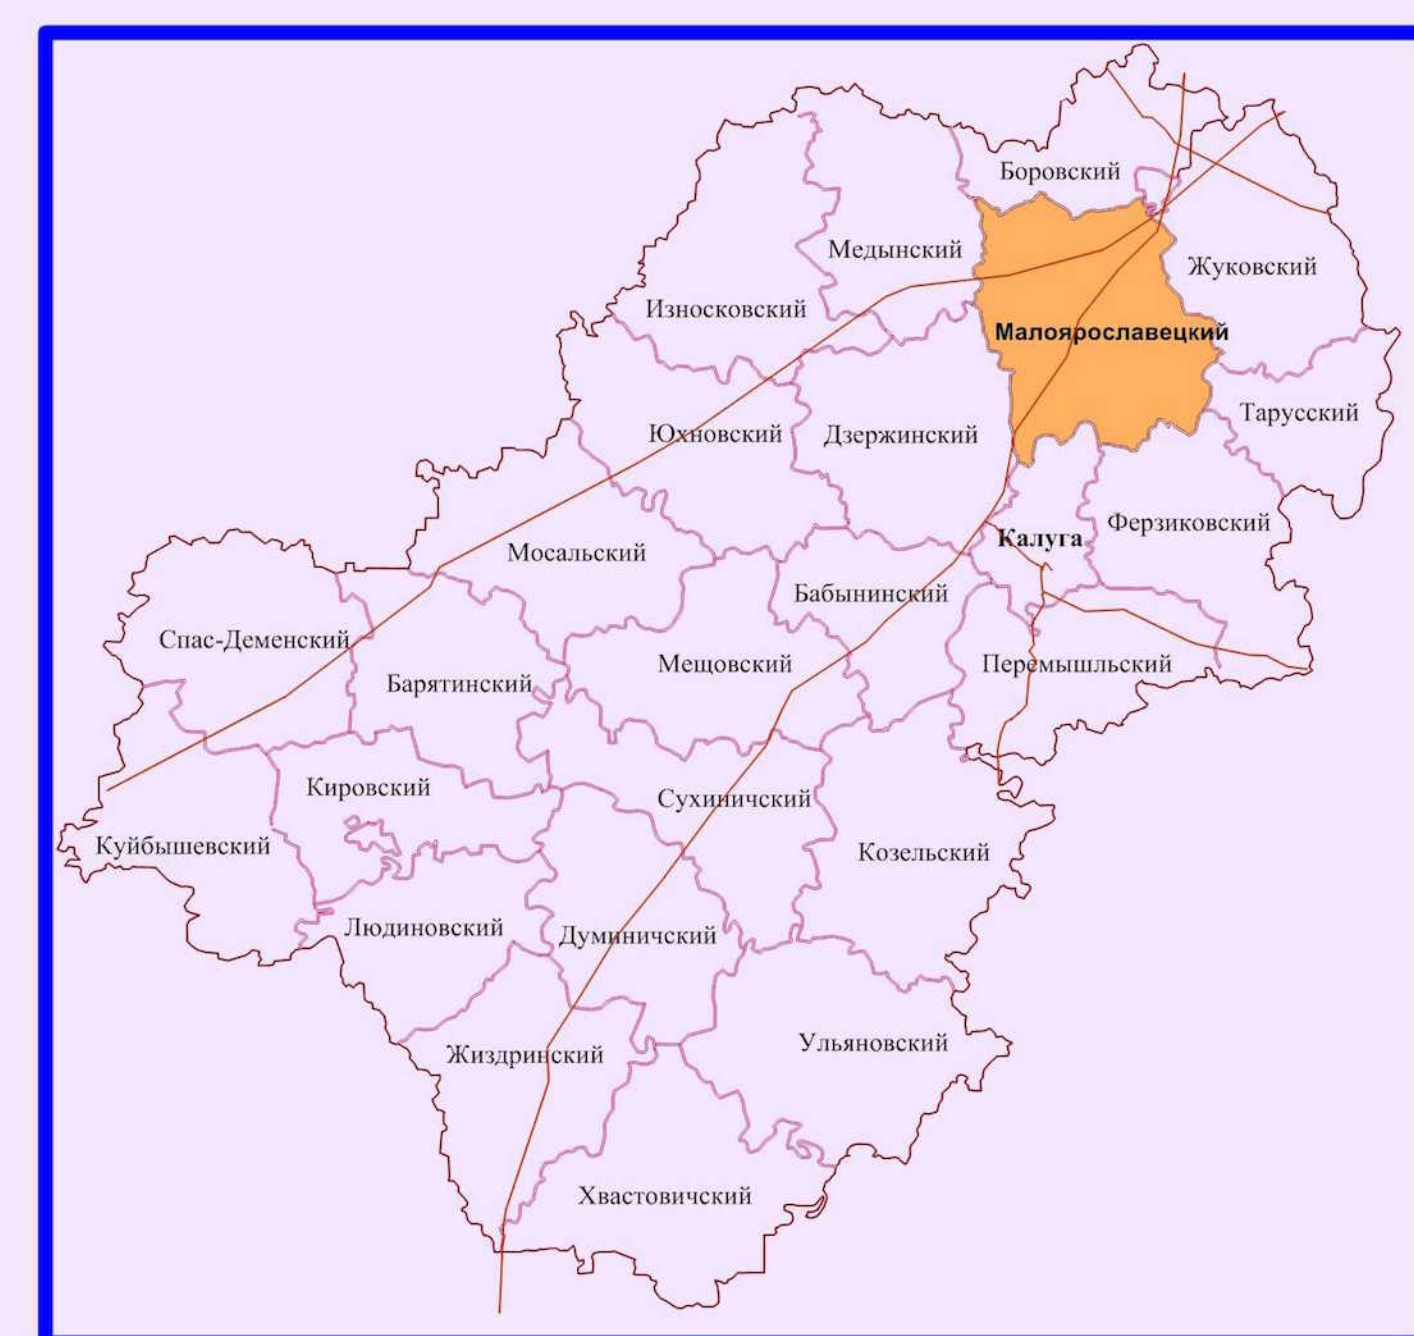 Боровский
Медынский
Жуковский
Износковский
Малоярославецкий
Тарусский
Юхновский
Дзержинский
Ферзиковский
Калуга
Мосальский
Бабынинский
Спас-Деменский
Мещовский
Перемышльский
Барятинский
Кировский
Сухиничский
Куйбышевский
Козельский
Людиновский
Думиничский
Ульяновский
Жиздринский
Хвастовичский